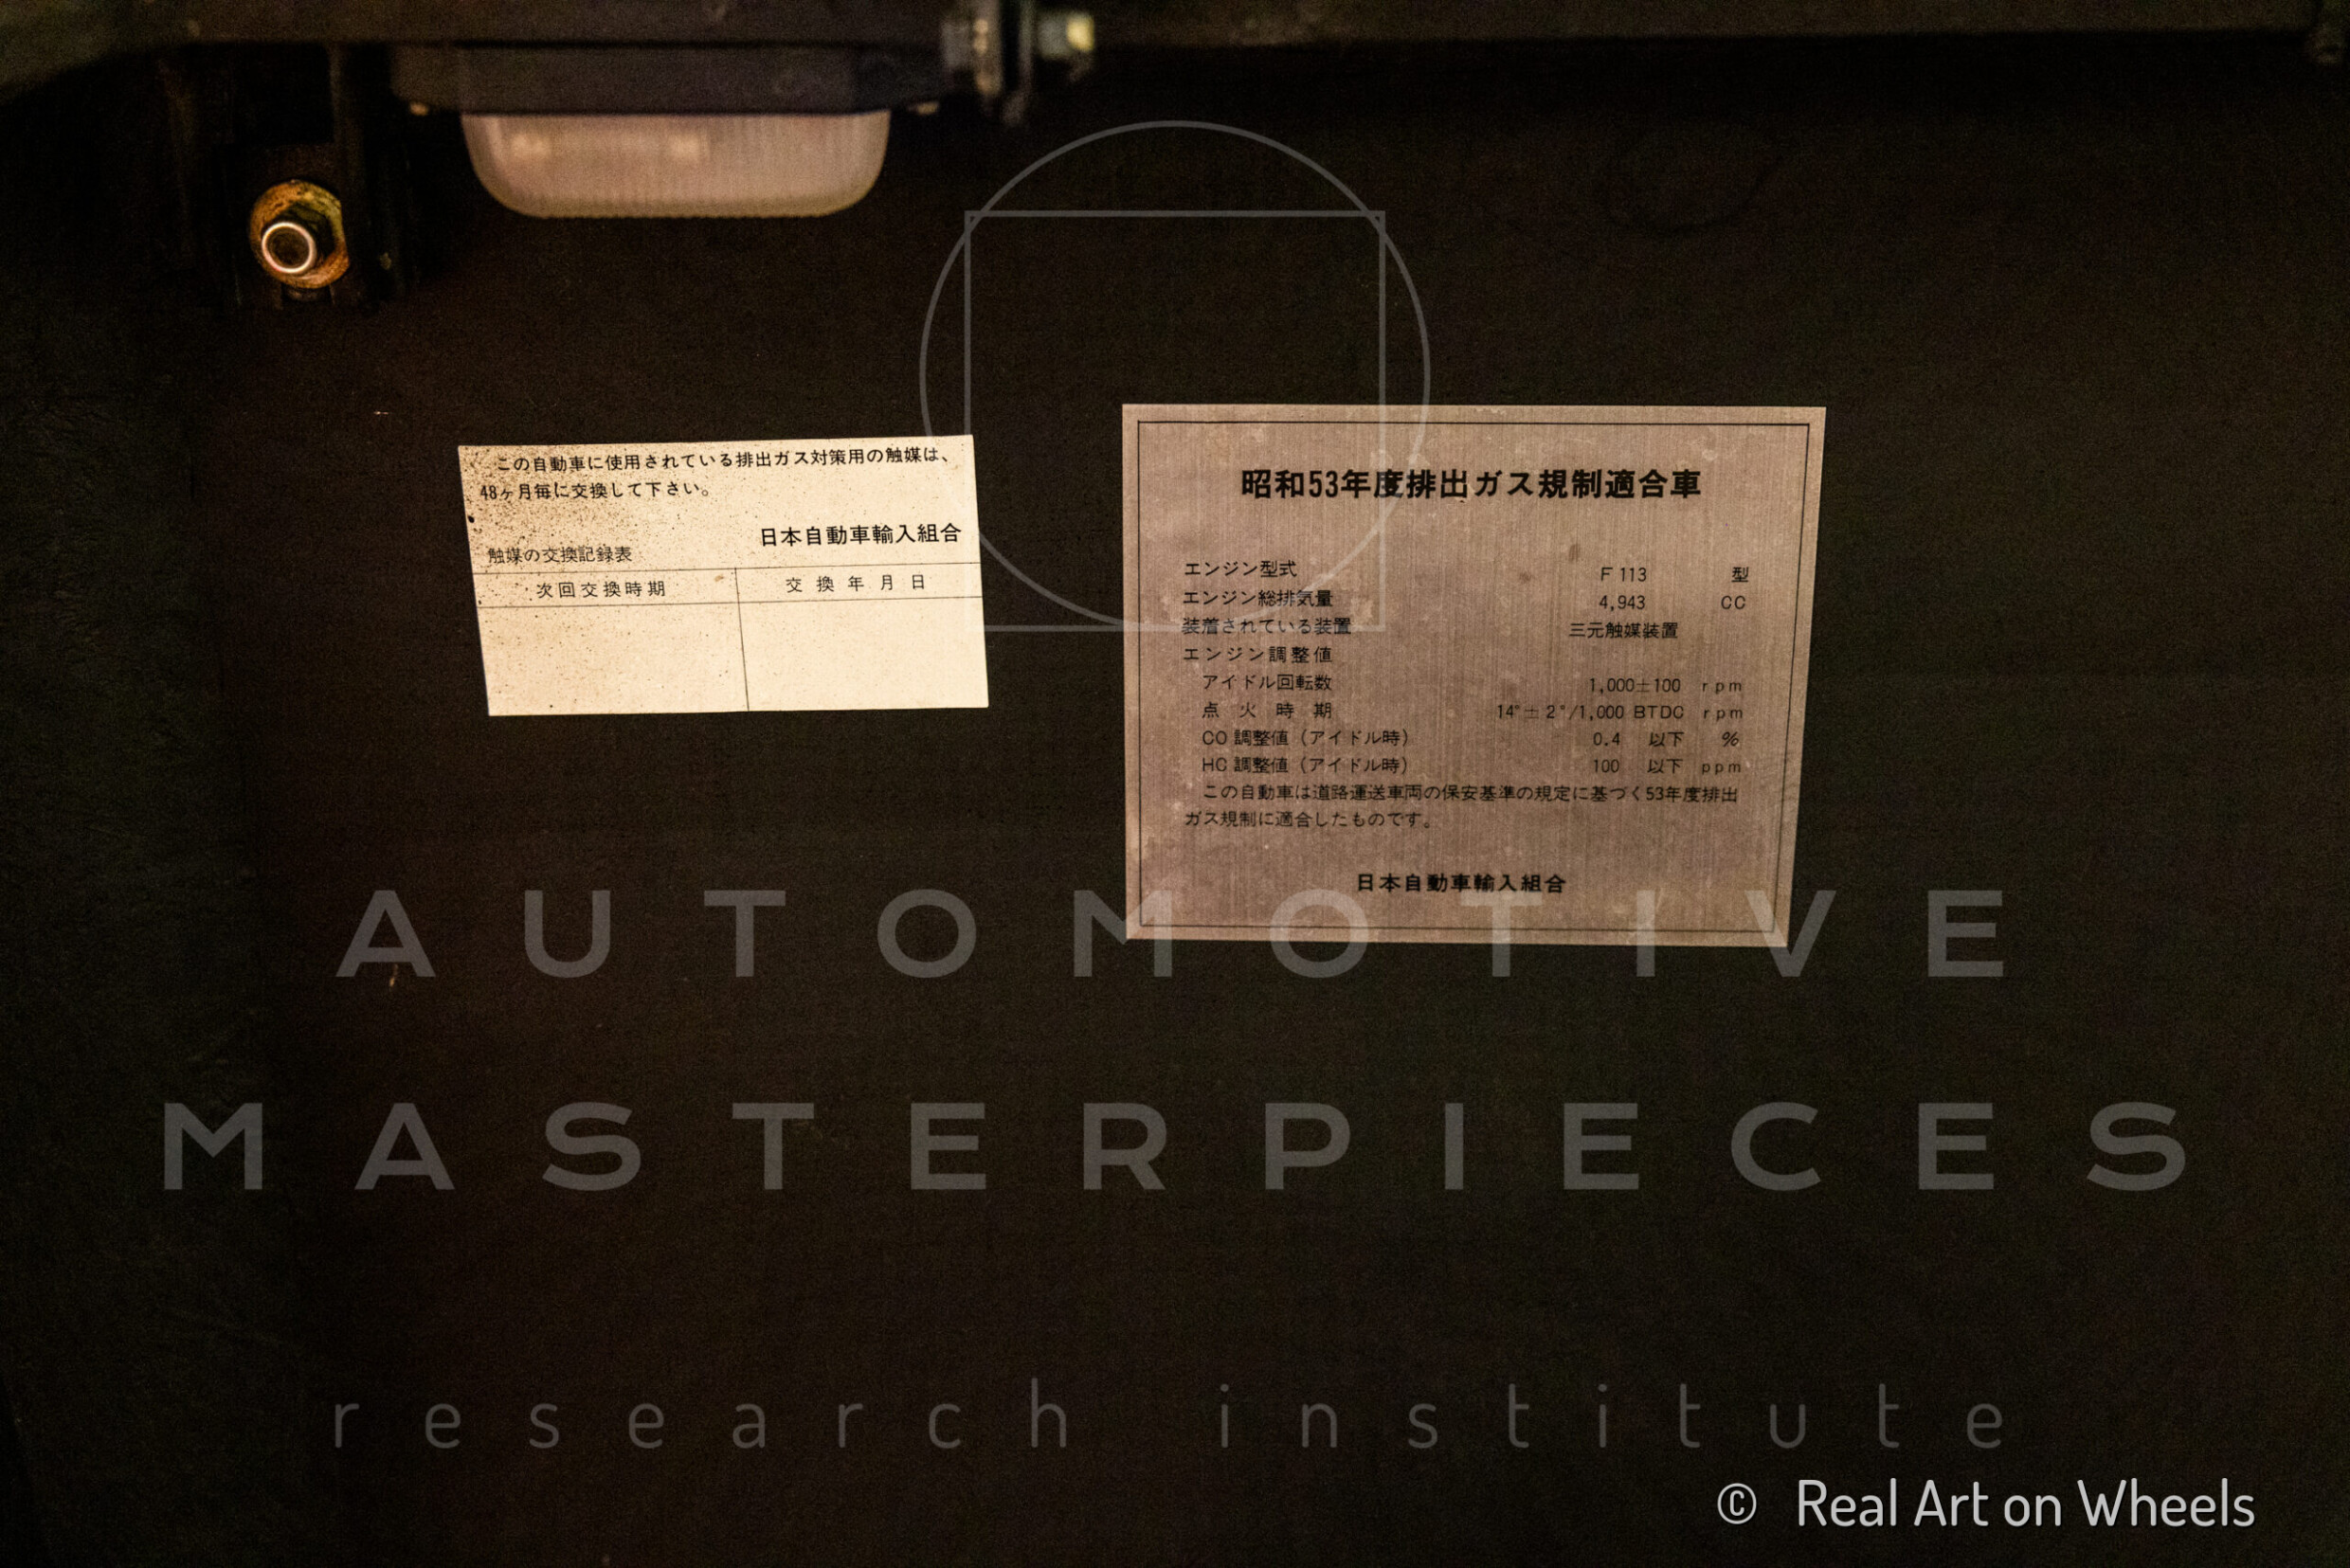 この自動車に使用されている排出ガス対策用の触媒は、
48ヶ月毎に交換して下さい。
日本自動車輸入組合
触媒の交換記録表
次回交換時期 交換年月日
昭和53年度排出ガス規制適合車
エンジン型式 F113 型
エンジン総排気量 4,943 CC
装着されている装置 三元触媒装置
エンジン調整値
アイドル回転数 1,000±100 rpm
点火時期 14°±2°/1,000 BTDC rpm
CO調整値（アイドル時） 0.4 以下 %
HC調整値（アイドル時） 100 以下 ppm
この自動車は道路運送車両の保安基準の規定に基づく53年度排出
ガス規制に適合したものです。
日本自動車輸入組合
AUTOMOTIVE
MASTERPIECES
research institute
© Real Art on Wheels